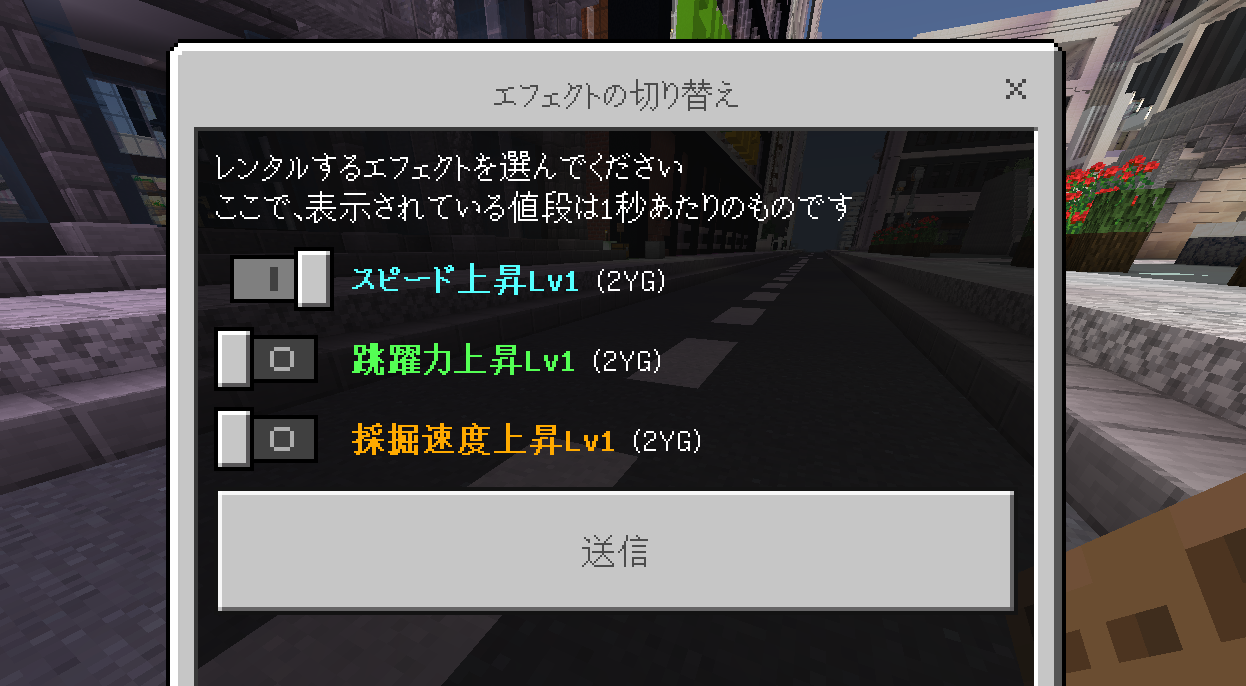 エフェクトの切り替え
レンタルするエフェクトを選んでください
ここで、表示されている値段は1秒あたりのものです
スピード上昇Lv1 (2YG)
跳躍力上昇Lv1 (2YG)
採掘速度上昇Lv1 (2YG)
送信